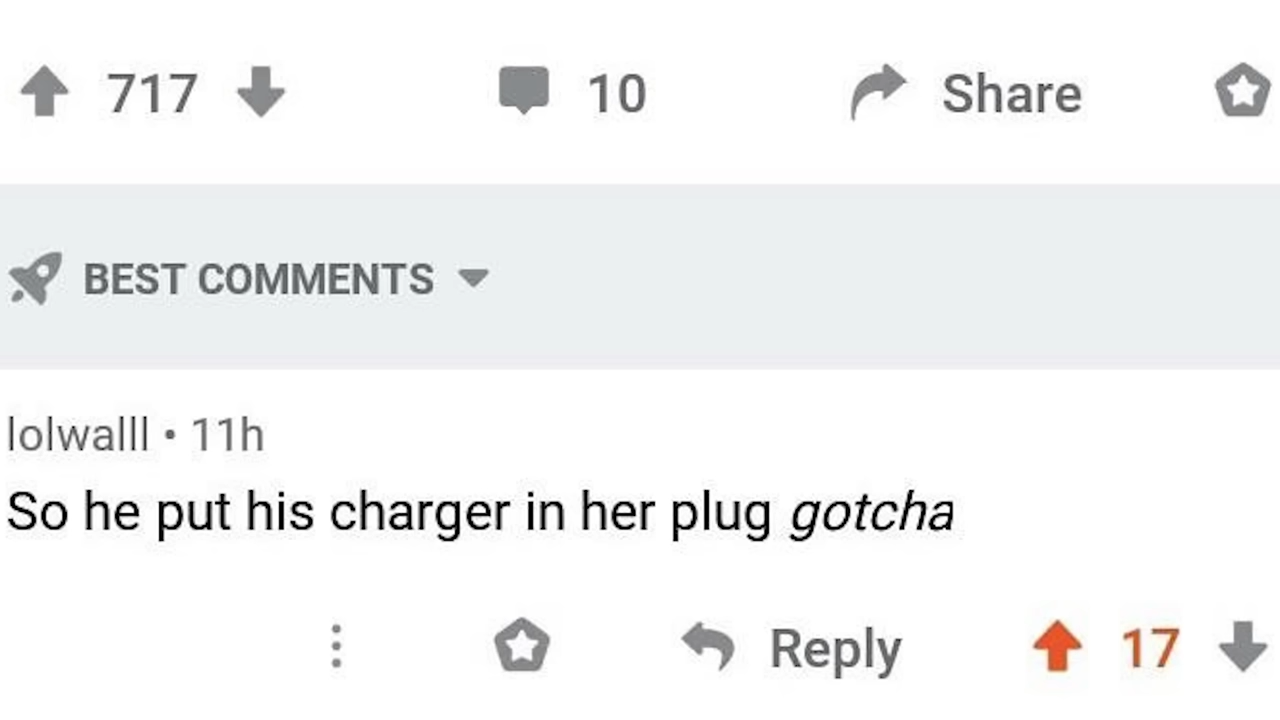 717 10 Share
BEST COMMENTS
lolwalll • 11h
So he put his charger in her plug gotcha
Reply 17